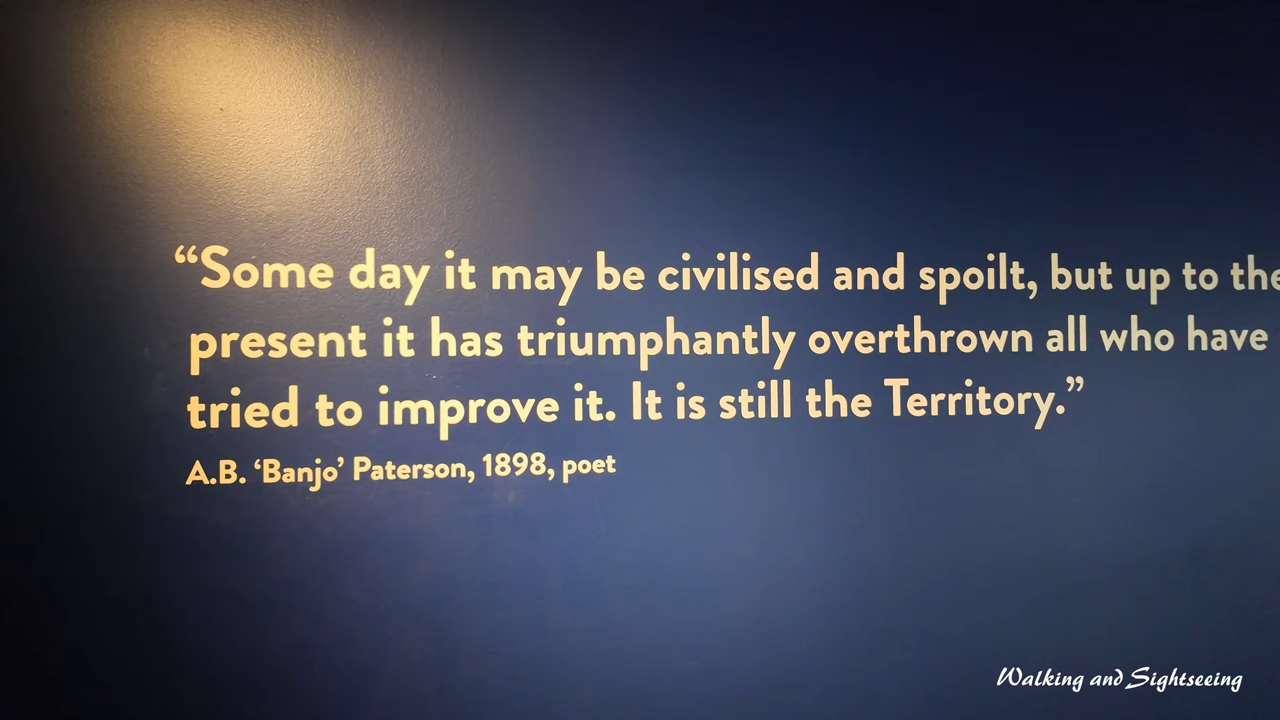 “Some day it may be civilised and spoilt, but up to the
present it has triumphantly overthrown all who have
tried to improve it. It is still the Territory.”
A.B. ‘Banjo’ Paterson, 1898, poet
Walking and Sightseeing